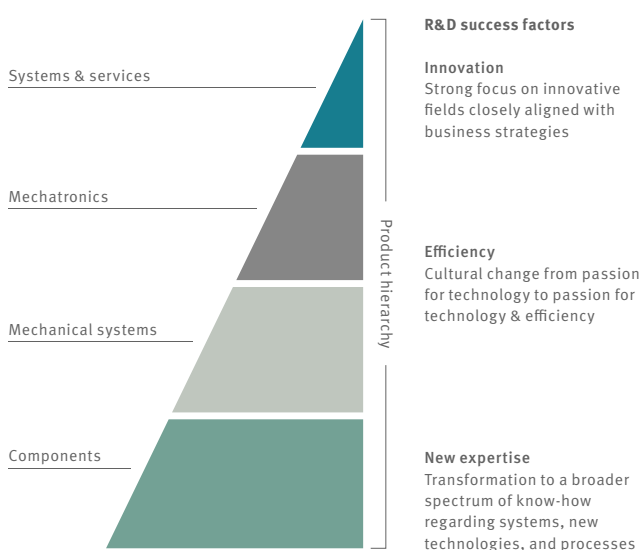 Systems & services
Mechatronics
Mechanical systems
Components
Product hierarchy
R&D success factors
Innovation
Strong focus on innovative
fields closely aligned with
business strategies
Efficiency
Cultural change from passion
for technology to passion for
technology & efficiency
New expertise
Transformation to a broader
spectrum of know-how
regarding systems, new
technologies, and processes